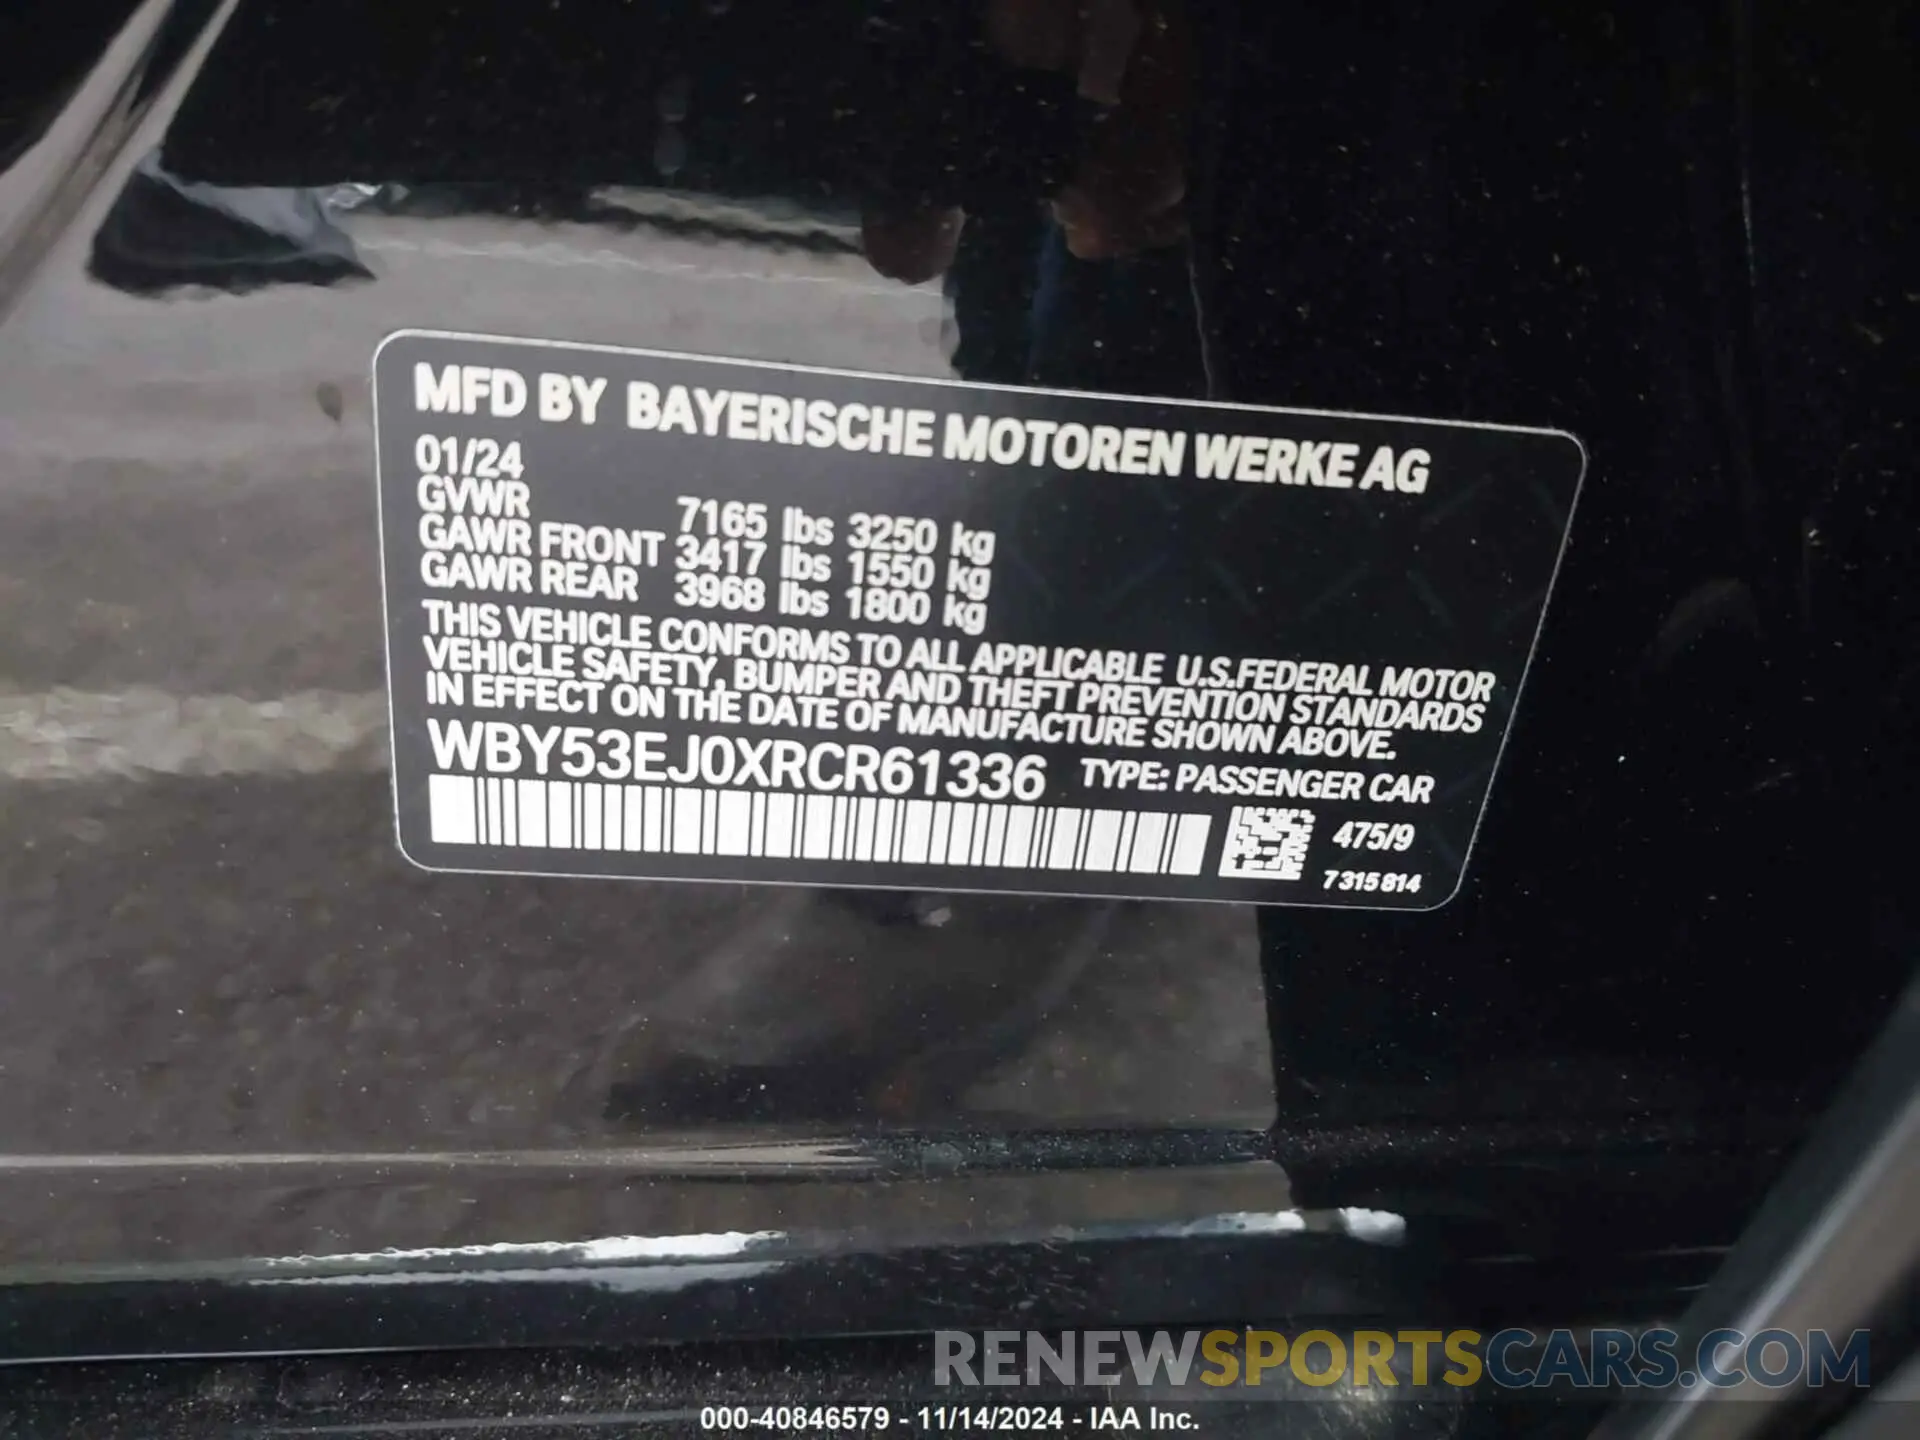 MFD BY BAYERISCHE MOTOREN WERKE AG
01/24
GVWR 7165 lbs 3250 kg
GAWR FRONT 3417 lbs 1550 kg
GAWR REAR 3968 lbs 1800 kg
THIS VEHICLE CONFORMS TO ALL APPLICABLE U.S.FEDERAL MOTOR
VEHICLE SAFETY, BUMPER AND THEFT PREVENTION STANDARDS
IN EFFECT ON THE DATE OF MANUFACTURE SHOWN ABOVE.
WBY53EJ0XRCR61336 TYPE: PASSENGER CAR
475/9
7315814
RENEWSPORTSCARS.COM
000-40846579 - 11/14/2024 - IAA Inc.